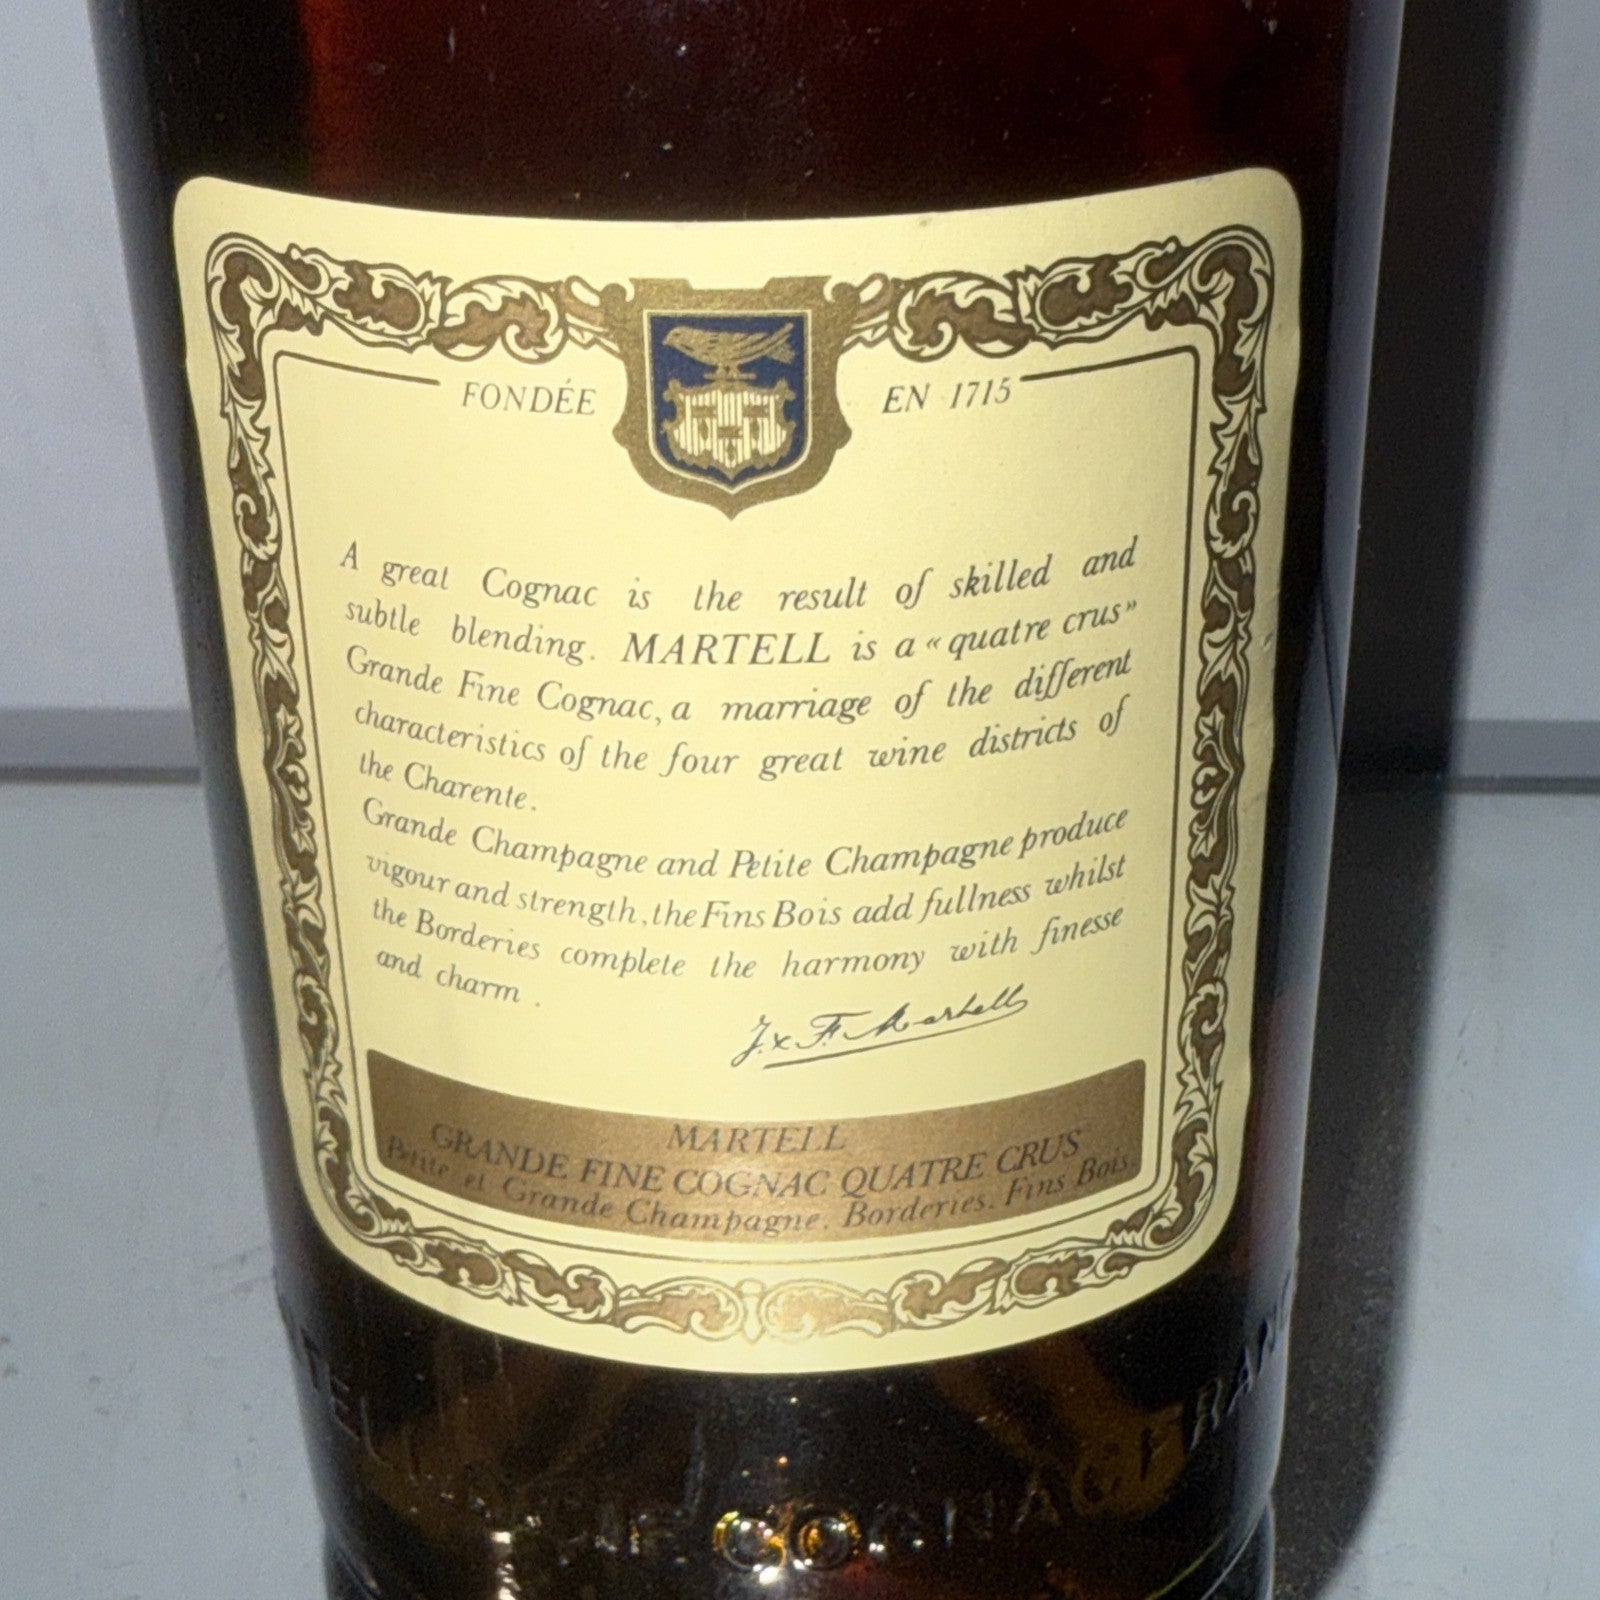 FONDÉE EN 1715
A great Cognac is the result of skilled and
subtle blending. MARTELL is a « quatre crus »
Grande Fine Cognac, a marriage of the different
characteristics of the four great wine districts of
the Charente.
Grande Champagne and Petite Champagne produce
vigour and strength, the Fins Bois add fullness whilst
the Borderies complete the harmony with finesse
and charm .
J. & F. Martell
MARTELL
GRANDE FINE COGNAC QUATRE CRUS
Petite et Grande Champagne. Borderies. Fins Bois.
COGNAC